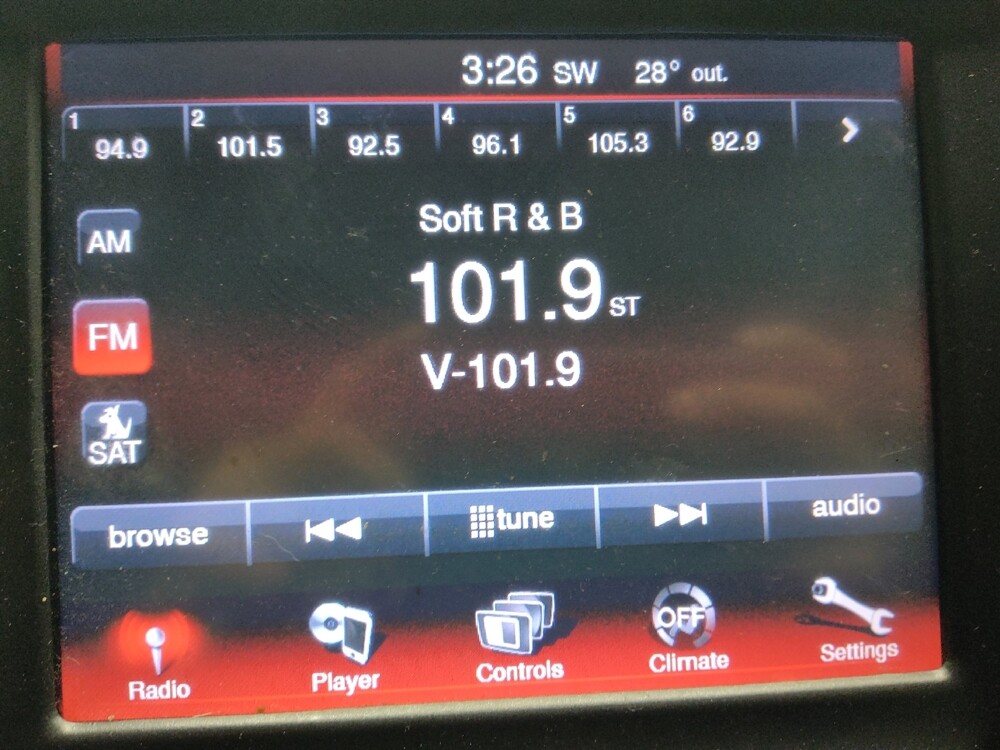 3:26 SW 28° out.
1 2 3 4 5 6
94.9 101.5 92.5 96.1 105.3 92.9
AM
Soft R & B
101.9 ST
FM
V-101.9
SAT
browse tune audio
OFF
Radio Player Controls Climate Settings